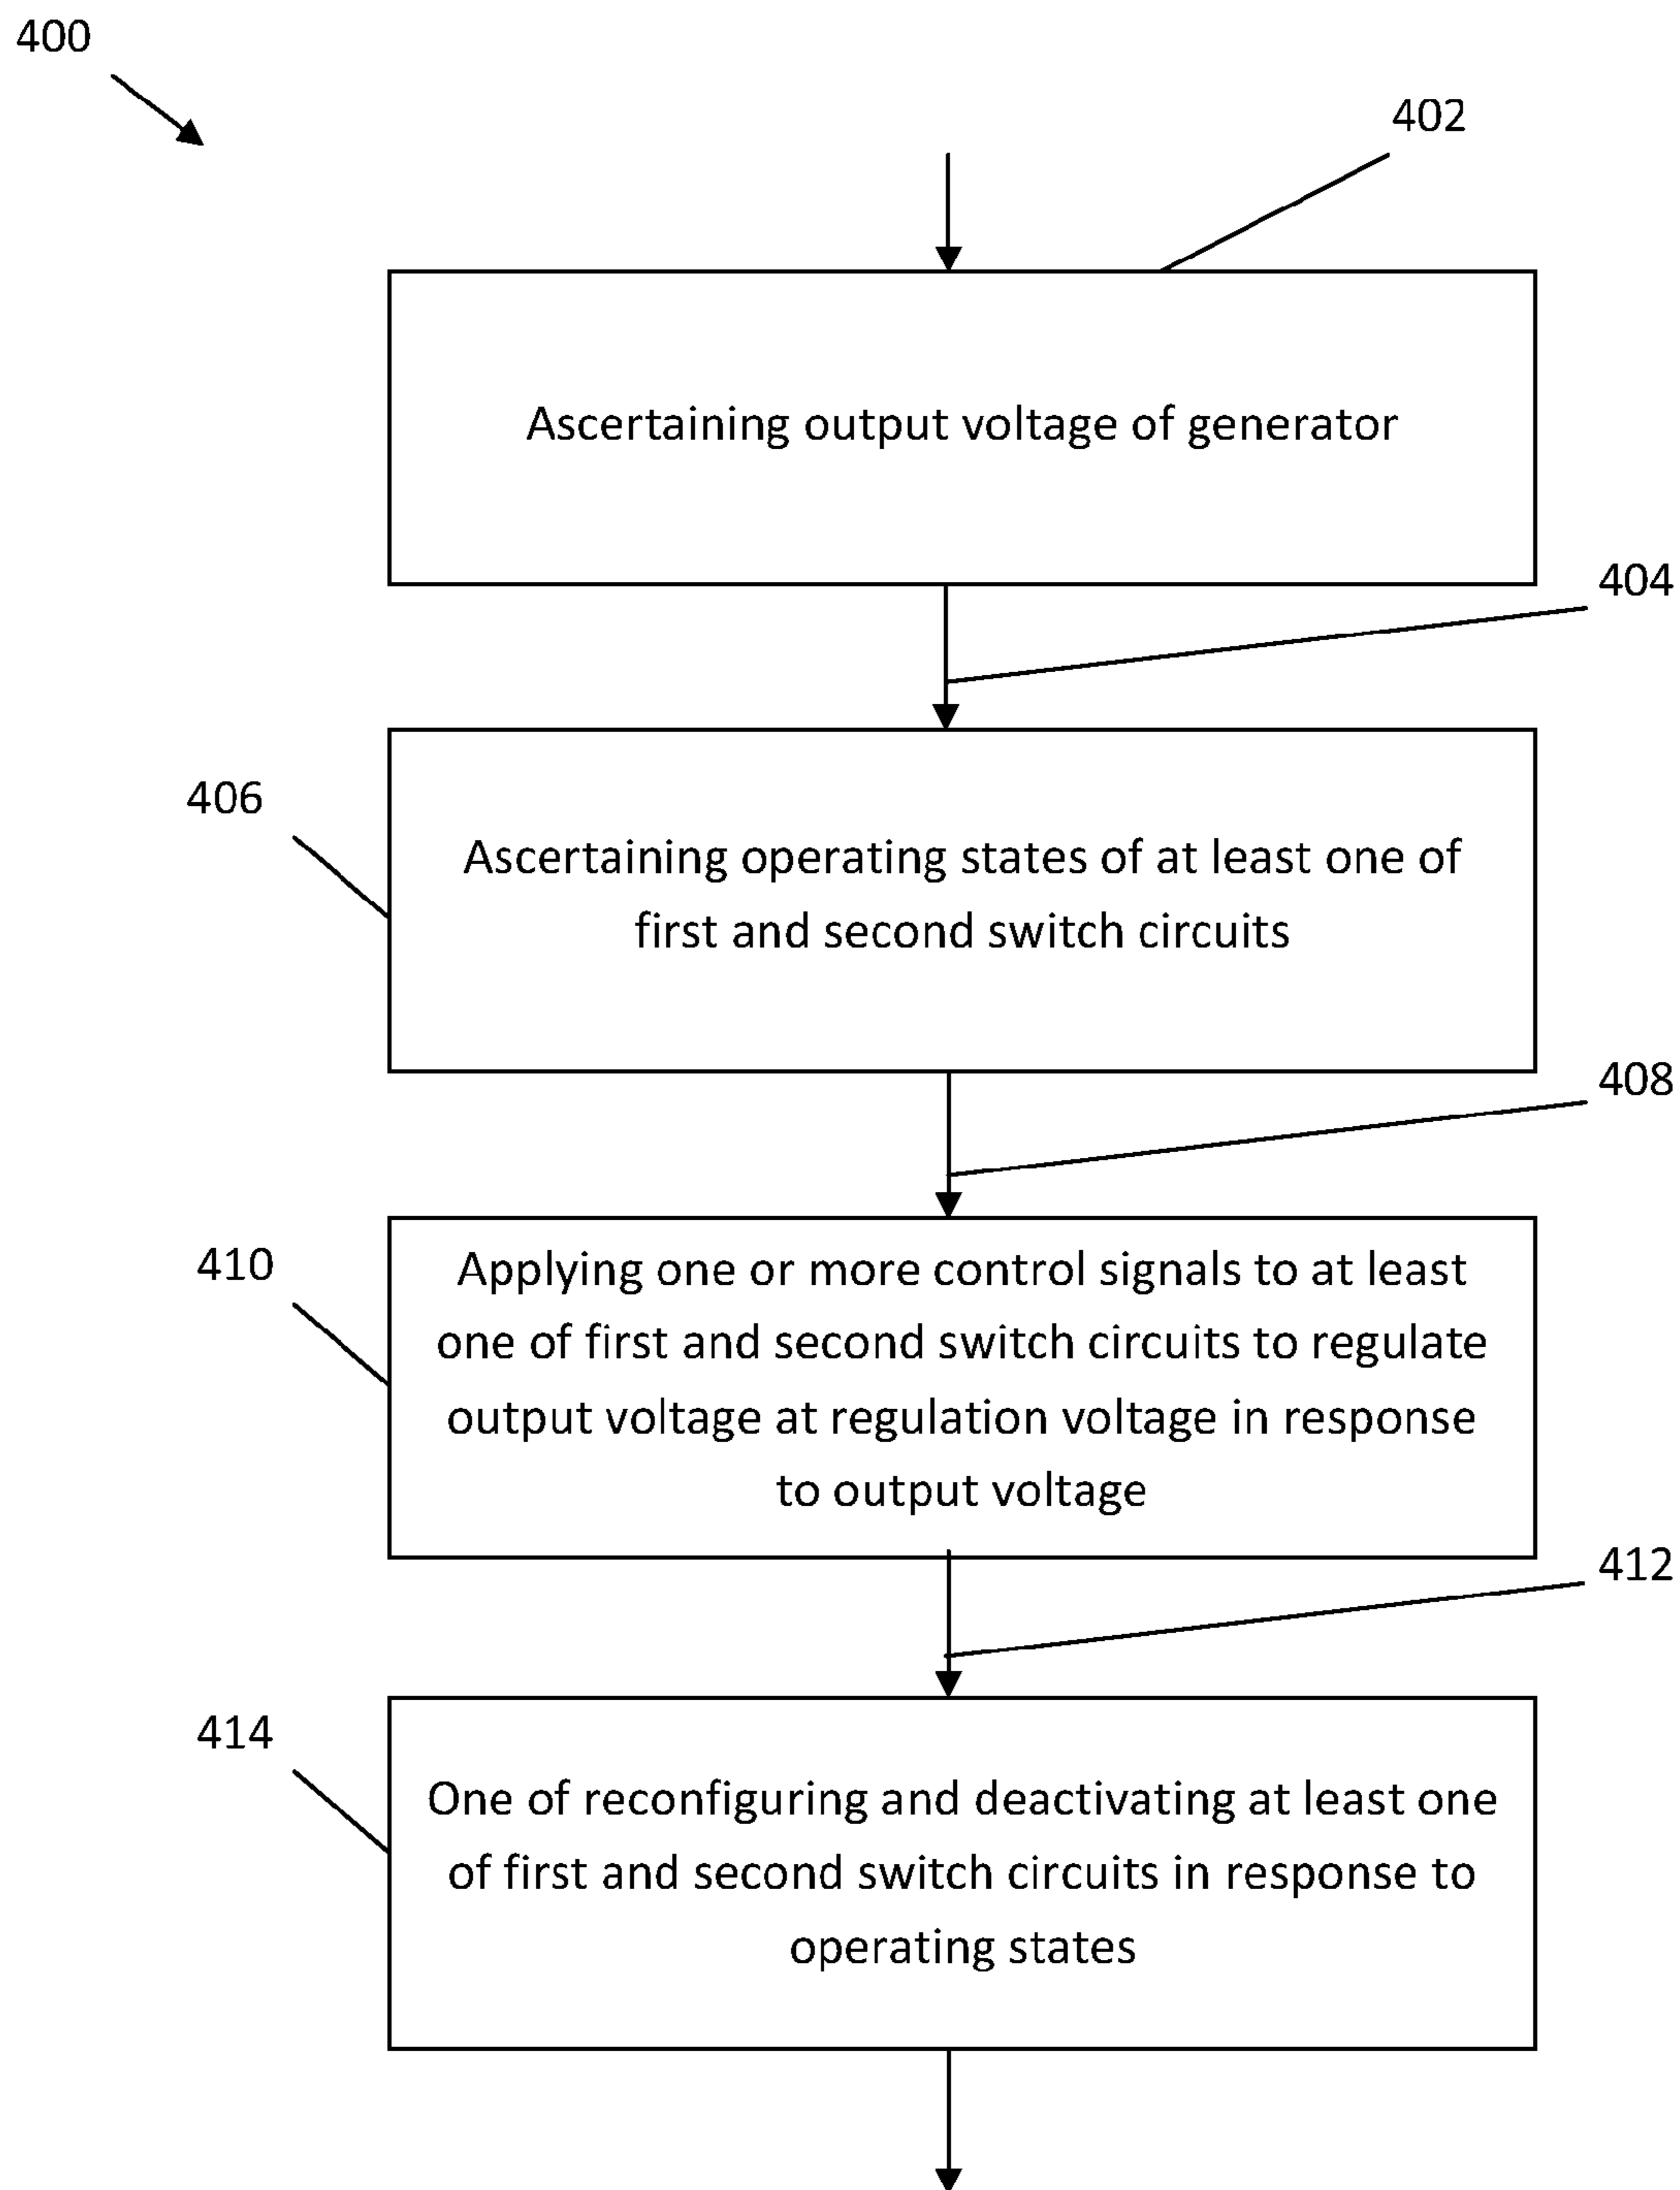 400
402
Ascertaining output voltage of generator
404
406
Ascertaining operating states of at least one of
first and second switch circuits
408
410
Applying one or more control signals to at least
one of first and second switch circuits to regulate
output voltage at regulation voltage in response
to output voltage
412
414
One of reconfiguring and deactivating at least one
of first and second switch circuits in response to
operating states